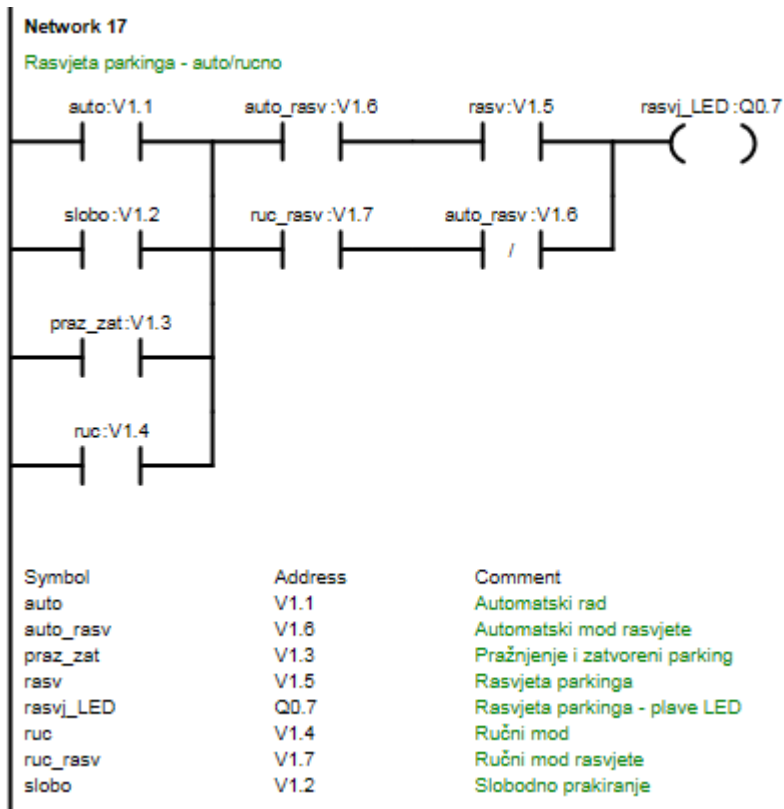 Network 17
Rasvjeta parkinga - auto/rucno
auto:V1.1 auto_rasv:V1.6 rasv:V1.5 rasvj_LED:Q0.7
slobo:V1.2 ruc_rasv:V1.7 auto_rasv:V1.6
/
praz_zat:V1.3
ruc:V1.4
Symbol Address Comment
auto V1.1 Automatski rad
auto_rasv V1.6 Automatski mod rasvjete
praz_zat V1.3 Pražnjenje i zatvoreni parking
rasv V1.5 Rasvjeta parkinga
rasvj_LED Q0.7 Rasvjeta parkinga - plave LED
ruc V1.4 Ručni mod
ruc_rasv V1.7 Ručni mod rasvjete
slobo V1.2 Slobodno prakiranje